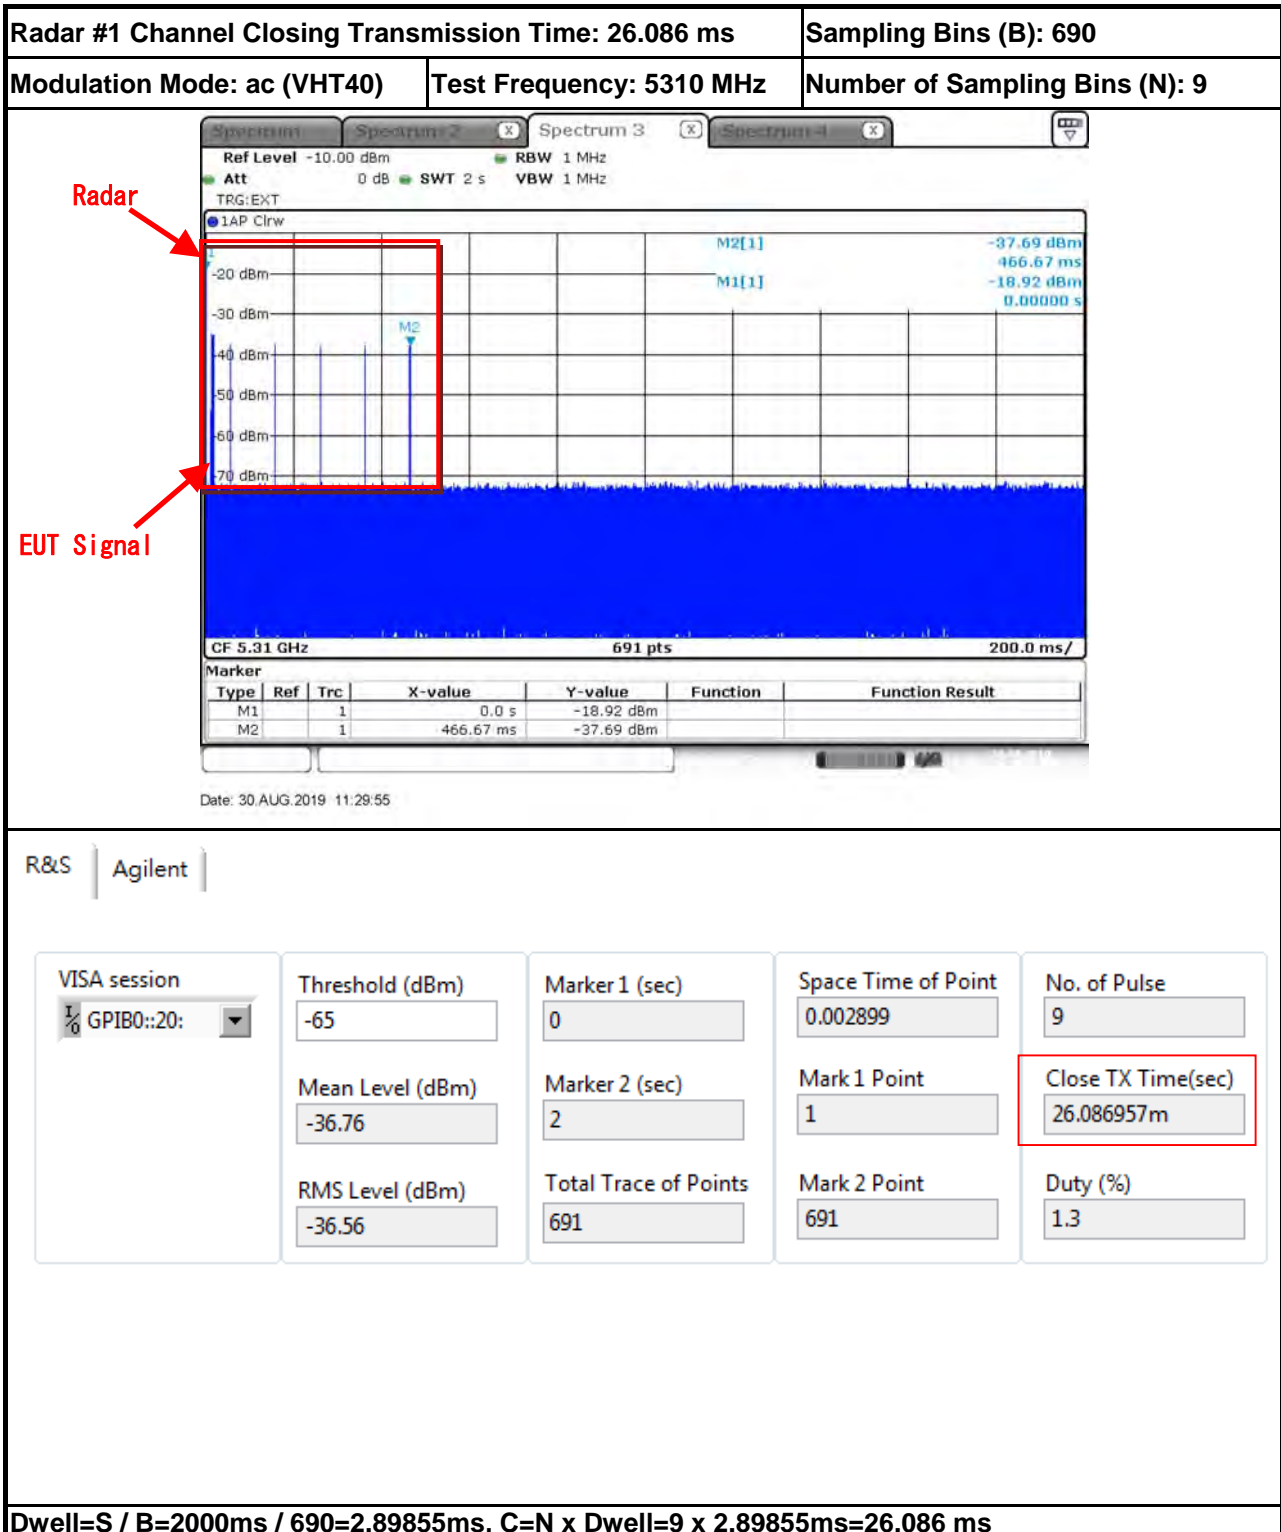 Radar #1 Channel Closing Transmission Time: 26.086 ms
Sampling Bins (B): 690
Modulation Mode: ac (VHT40)
Test Frequency: 5310 MHz
Number of Sampling Bins (N): 9
Spectrum
Spectrum 2
Spectrum 3
Spectrum 4
Ref Level -10.00 dBm
RBW 1 MHz
Att 0 dB SWT 2 s VBW 1 MHz
TRG:EXT
1AP Clrw
Radar
M2[1] -37.69 dBm
466.67 ms
M1[1] -18.92 dBm
0.00000 s
-20 dBm
-30 dBm
M2
-40 dBm
-50 dBm
-60 dBm
-70 dBm
EUT Signal
CF 5.31 GHz 691 pts 200.0 ms/
Marker
Type Ref Trc X-value Y-value Function Function Result
M1 1 0.0 s -18.92 dBm
M2 1 466.67 ms -37.69 dBm
Date: 30.AUG.2019 11:29:55
R&S
Agilent
VISA session
GPIB0::20:
Threshold (dBm)
-65
Mean Level (dBm)
-36.76
RMS Level (dBm)
-36.56
Marker 1 (sec)
0
Marker 2 (sec)
2
Total Trace of Points
691
Space Time of Point
0.002899
Mark 1 Point
1
Mark 2 Point
691
No. of Pulse
9
Close TX Time(sec)
26.086957m
Duty (%)
1.3
Dwell=S / B=2000ms / 690=2.89855ms, C=N x Dwell=9 x 2.89855ms=26.086 ms